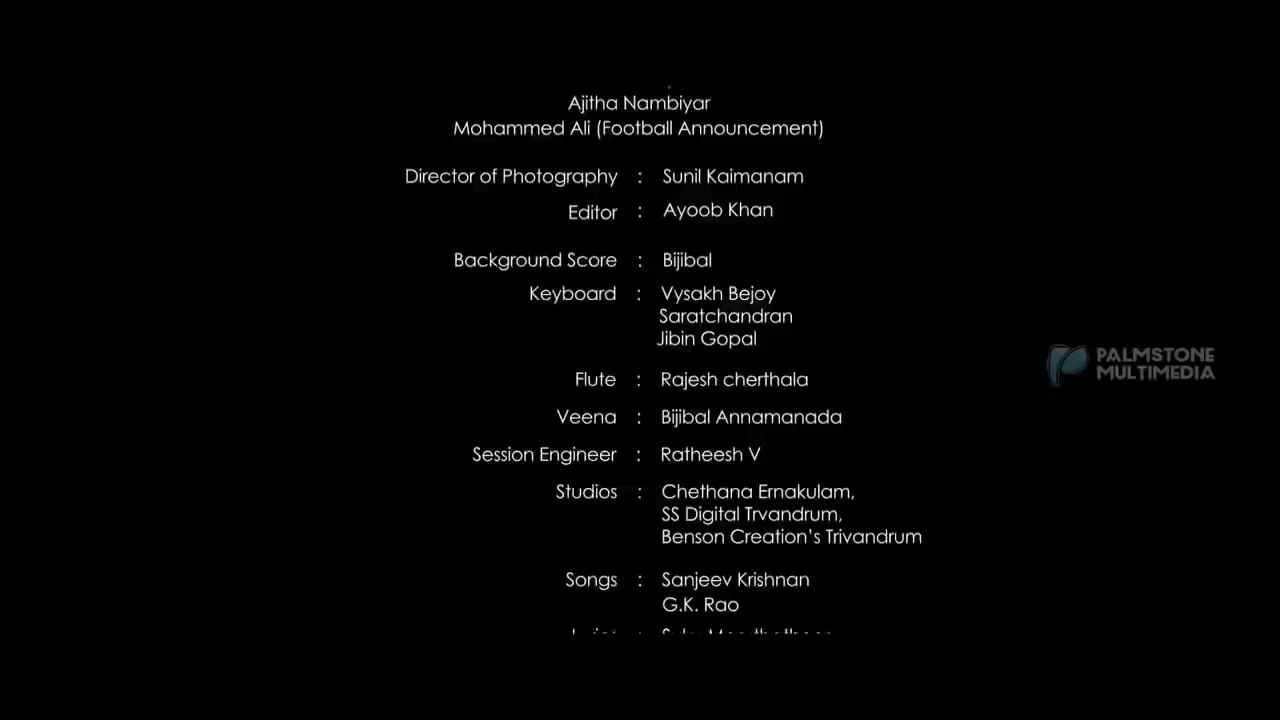 Ajitha Nambiyar
Mohammed Ali (Football Announcement)
Director of Photography : Sunil Kaimanam
Editor : Ayoob Khan
Background Score : Bijibal
Keyboard : Vysakh Bejoy
Saratchandran
Jibin Gopal
Flute : Rajesh cherthala
Veena : Bijibal Annamanada
Session Engineer : Ratheesh V
Studios : Chethana Ernakulam,
SS Digital Trvandrum,
Benson Creation's Trivandrum
Songs : Sanjeev Krishnan
G.K. Rao
PALMSTONE
MULTIMEDIA